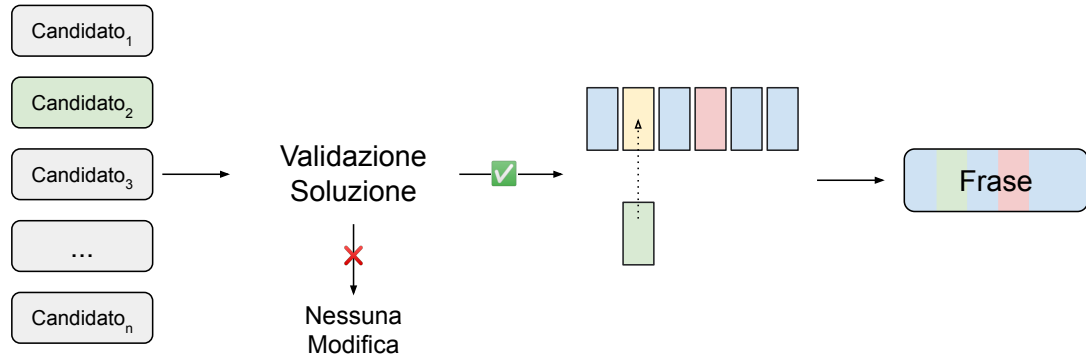 Candidato₁
Candidato₂
Candidato₃
...
Candidatoₙ
Validazione
Soluzione
Nessuna
Modifica
Frase